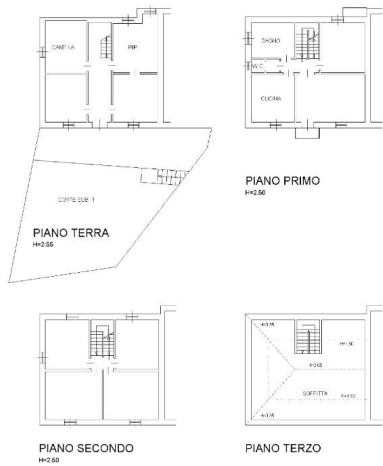 CANTINA
RIP.
CORTE SUB. 1
PIANO TERRA
H=2.55
BAGNO
W.C.
CUCINA
PIANO PRIMO
H=2.50
PIANO SECONDO
H=2.50
SOFFITTA
PIANO TERZO